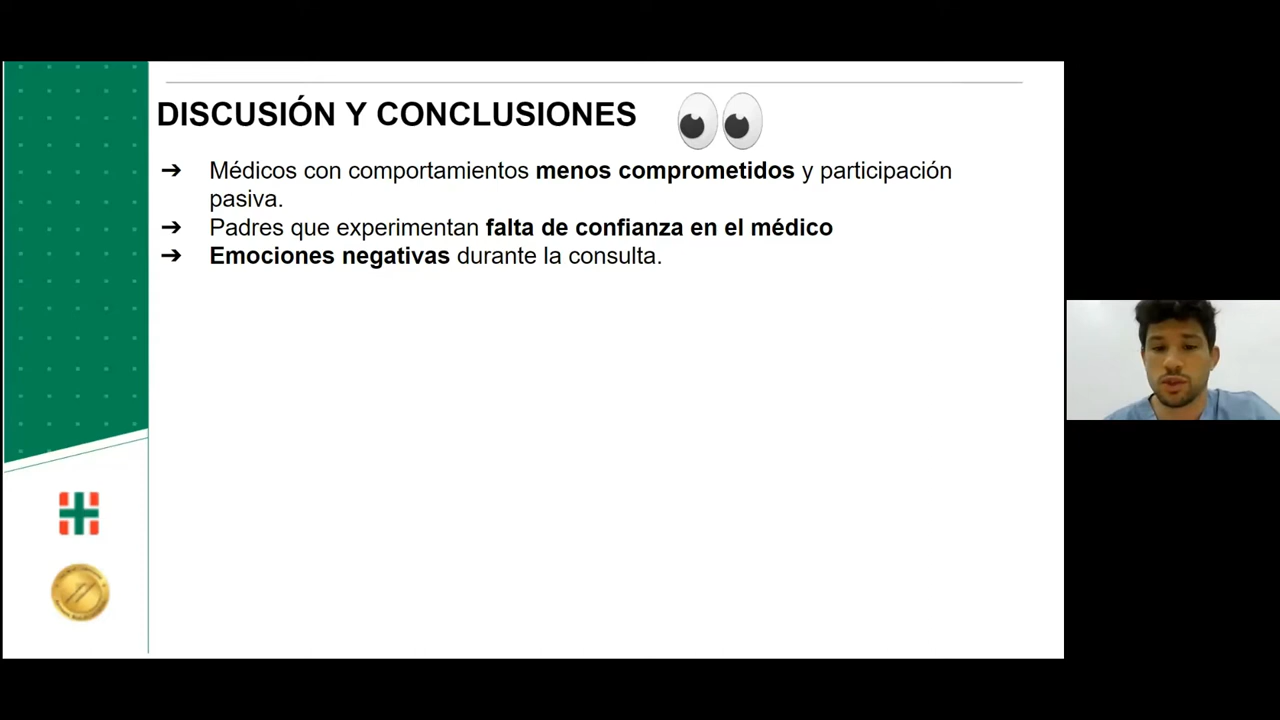 DISCUSIÓN Y CONCLUSIONES
➔ Médicos con comportamientos menos comprometidos y participación
pasiva.
➔ Padres que experimentan falta de confianza en el médico
➔ Emociones negativas durante la consulta.